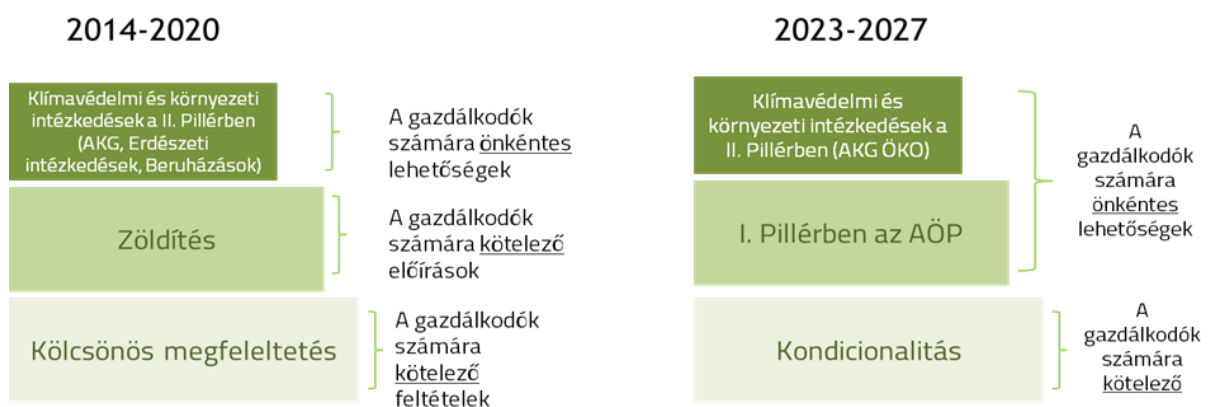 2014-2020
Klímavédelmi és környezeti
intézkedések a II. Pillérben
(AKG, Erdészeti
intézkedések, Beruházások)
A gazdálkodók
számára önkéntes
lehetőségek
Zöldítés
A gazdálkodók
számára kötelező
előírások
Kölcsönös megfeleltetés
A gazdálkodók
számára
kötelező
feltételek
2023-2027
Klímavédelmi és
környezeti intézkedések a
II. Pillérben (AKG ÖKO)
I. Pillérben az AÖP
A
gazdálkodók
számára
önkéntes
lehetőségek
Kondicionalitás
A
gazdálkodók
számára
kötelező